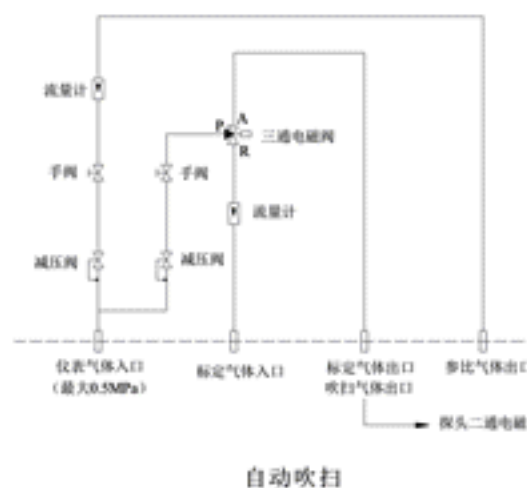 流量计
P
A
三通电磁阀
R
手阀
手阀
流量计
减压阀
减压阀
仪表气体入口
（最大0.5MPa）
标定气体入口
标定气体出口
吹扫气体出口
参比气体出口
探头二通电磁
自动吹扫